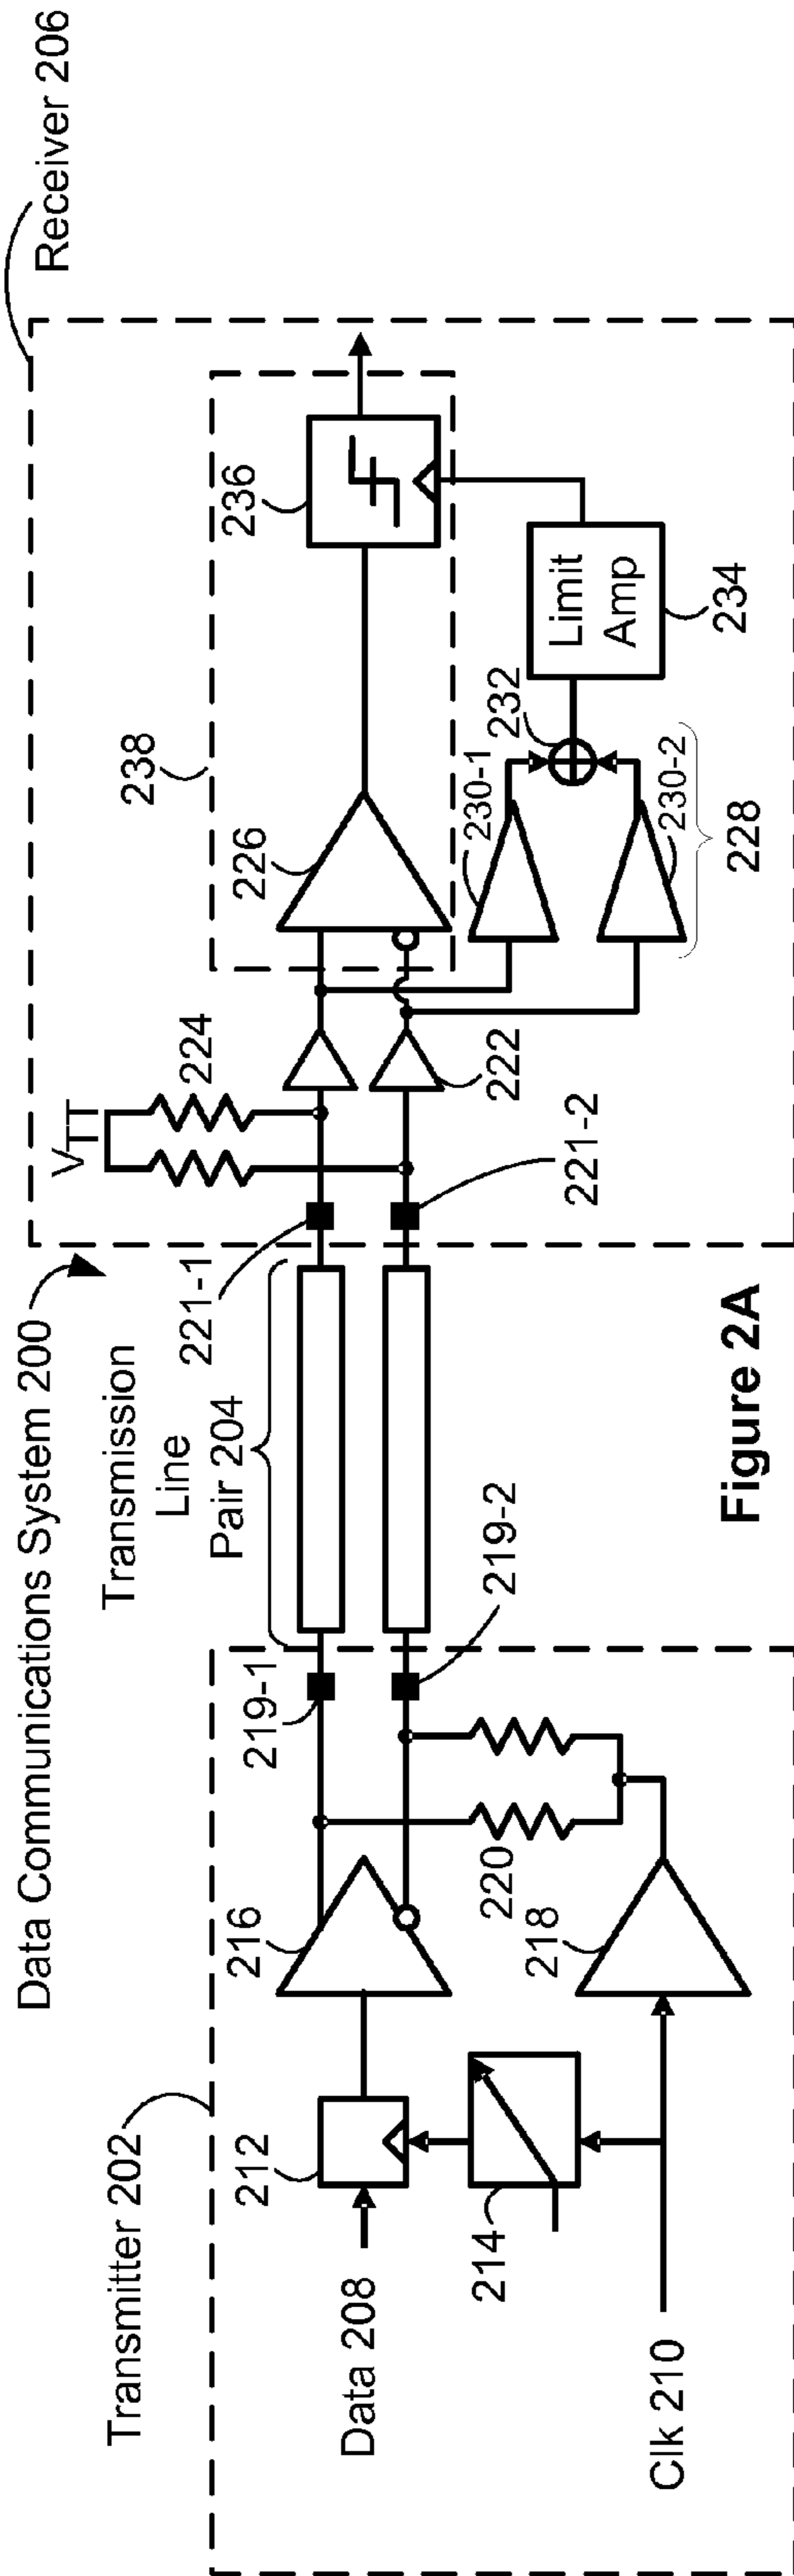 Data Communications System 200
Receiver 206
Transmitter 202
Transmission
Line
Pair 204
V TT
224
238
236
226
222
221-1
221-2
219-1
219-2
216
212
214
218
220
230-1
230-2
228
232
Limit
Amp
234
Data 208
Clk 210
Figure 2A